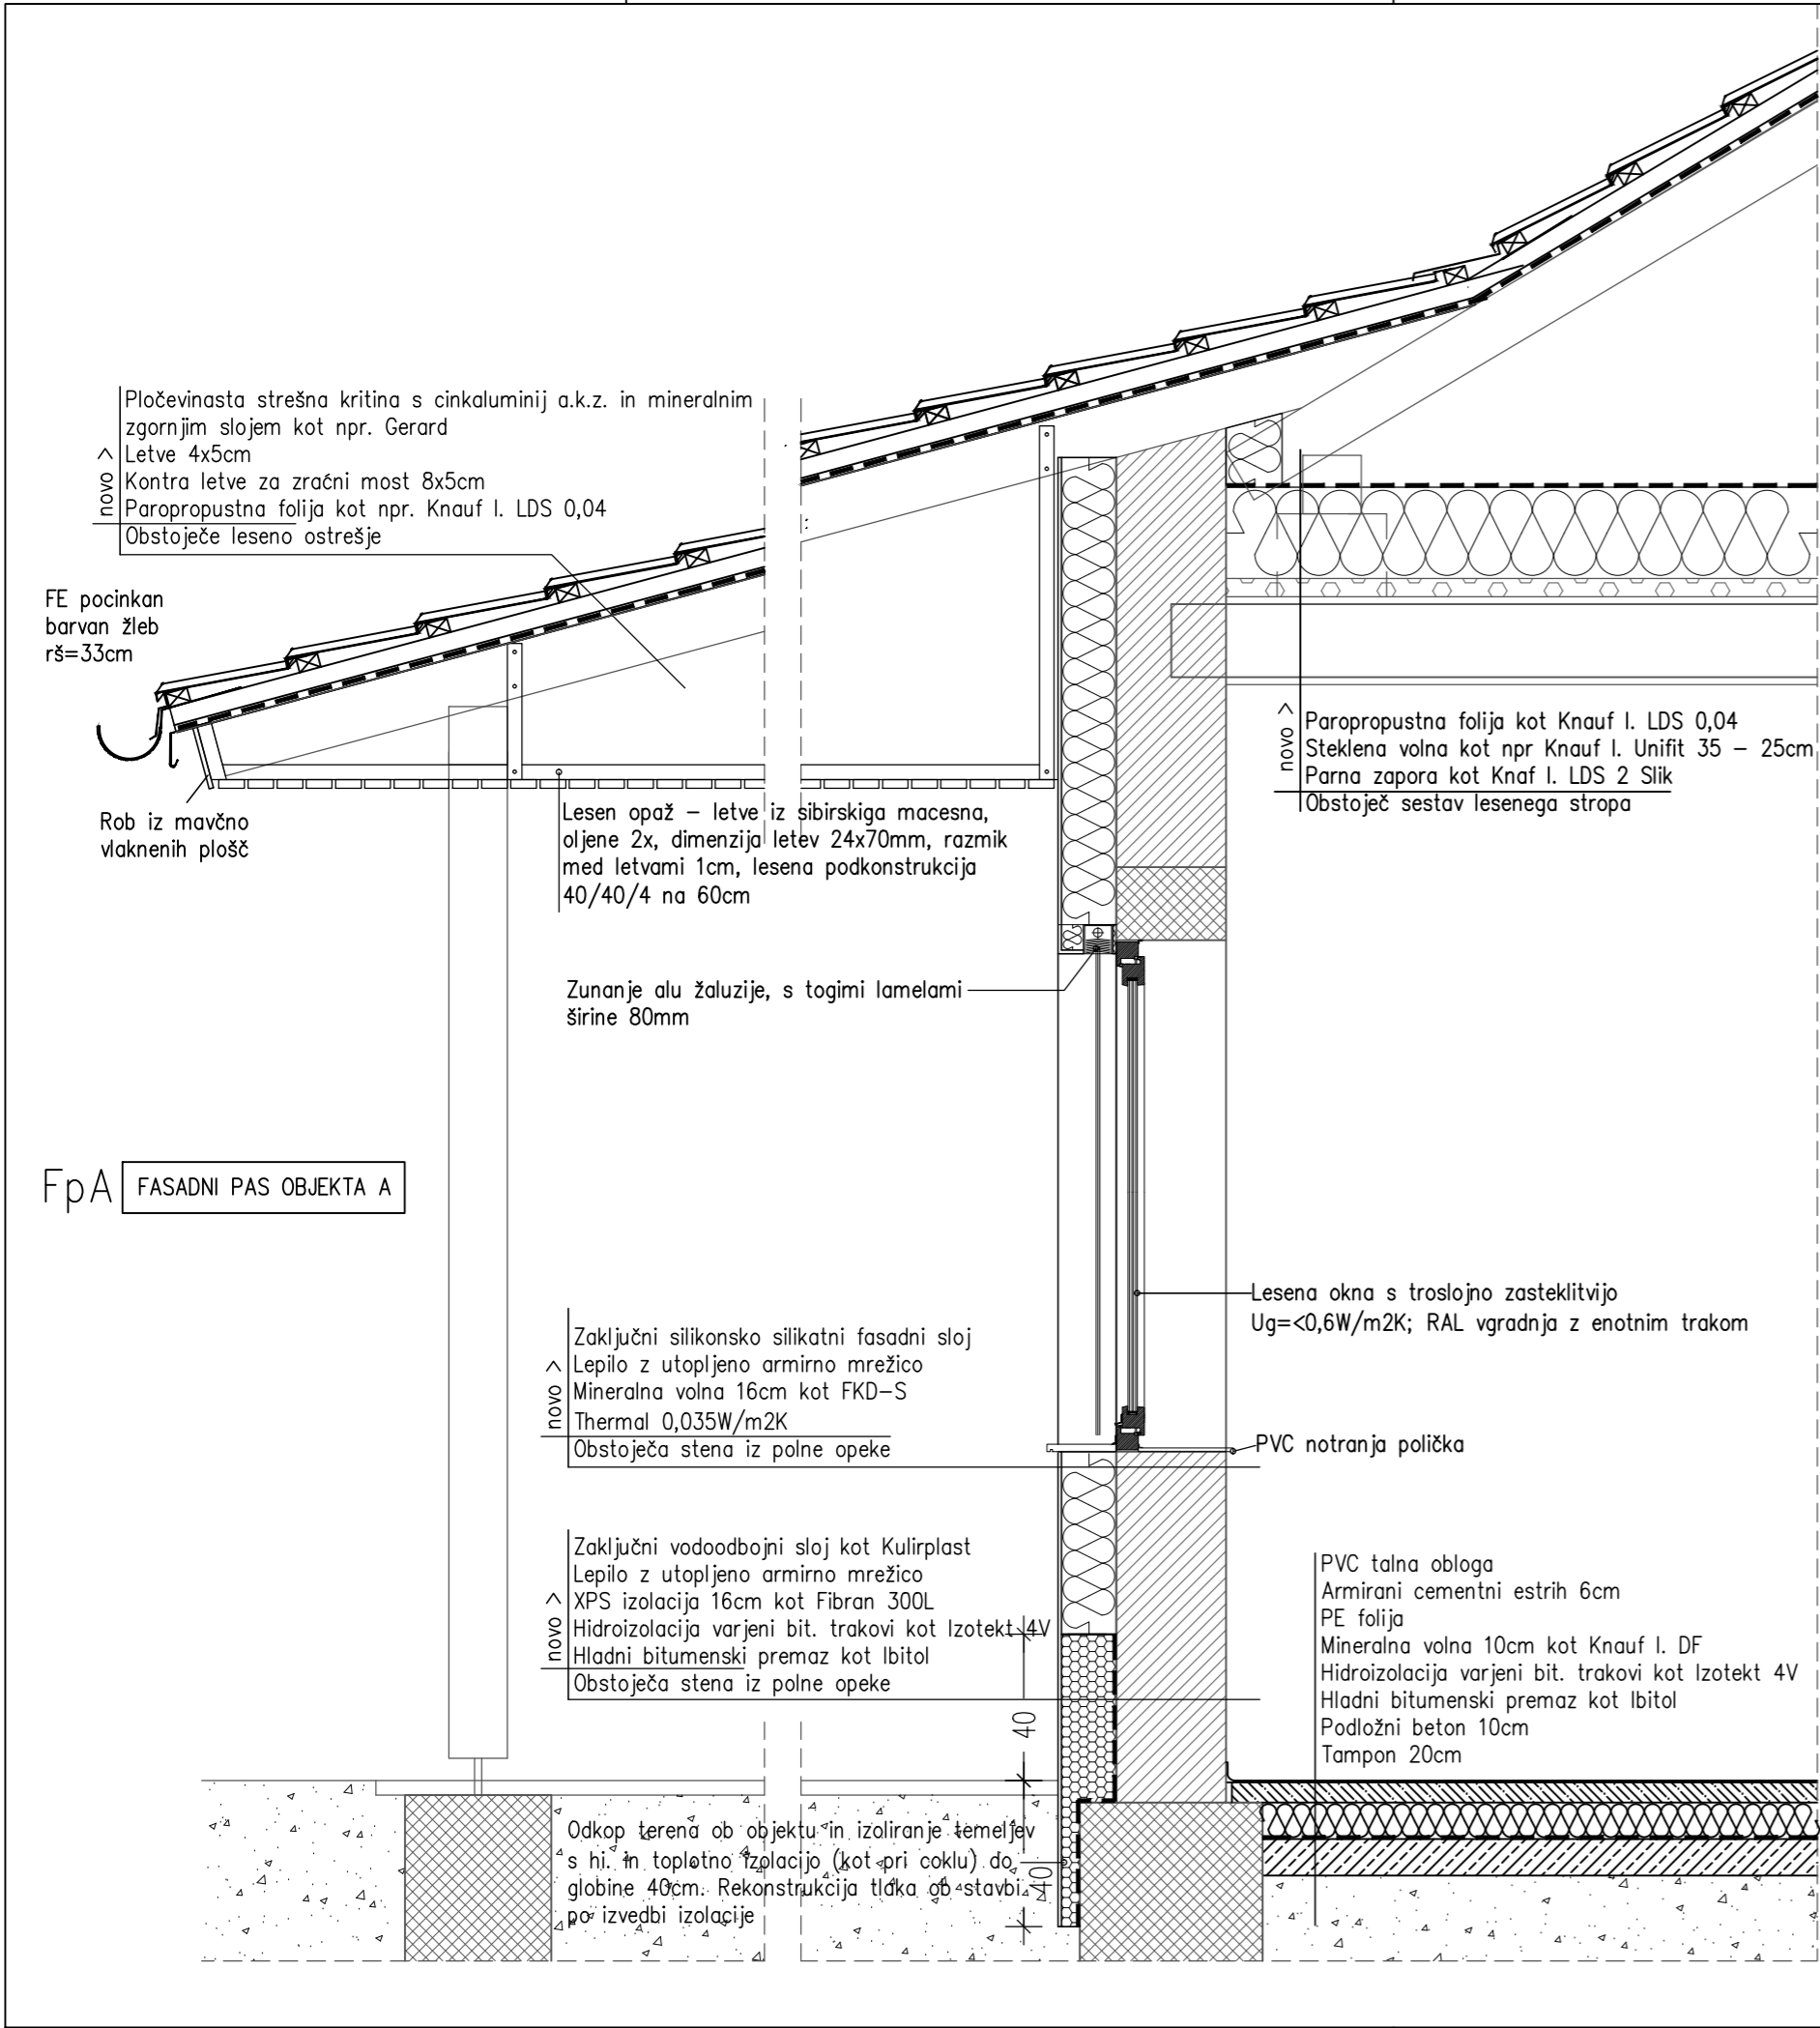 Pločevinasta strešna kritina s cinkaluminij a.k.z. in mineralnim
zgornjim slojem kot npr. Gerard
Letve 4x5cm
Kontra letve za zračni most 8x5cm
Paropropustna folija kot npr. Knauf I. LDS 0,04
novo >
Obstoječe leseno ostrešje
FE pocinkan
barvan žleb
rš=33cm
Rob iz mavčno
vlaknenih plošč
Lesen opaž – letve iz sibirskiga macesna,
oljene 2x, dimenzija letev 24x70mm, razmik
med letvami 1cm, lesena podkonstrukcija
40/40/4 na 60cm
novo >
Paropropustna folija kot Knauf I. LDS 0,04
Steklena volna kot npr Knauf I. Unifit 35 – 25cm
Parna zapora kot Knaf I. LDS 2 Slik
Obstoječ sestav lesenega stropa
Zunanje alu žaluzije, s togimi lamelami
širine 80mm
FpA
FASADNI PAS OBJEKTA A
Lesena okna s troslojno zasteklitvijo
Ug=<0,6W/m2K; RAL vgradnja z enotnim trakom
Zaključni silikonsko silikatni fasadni sloj
Lepilo z utopljeno armirno mrežico
Mineralna volna 16cm kot FKD–S
Thermal 0,035W/m2K
novo >
Obstoječa stena iz polne opeke
PVC notranja polička
Zaključni vodoodbojni sloj kot Kulirplast
Lepilo z utopljeno armirno mrežico
XPS izolacija 16cm kot Fibran 300L
Hidroizolacija varjeni bit. trakovi kot Izotekt 4V
Hladni bitumenski premaz kot Ibitol
novo >
Obstoječa stena iz polne opeke
PVC talna obloga
Armirani cementni estrih 6cm
PE folija
Mineralna volna 10cm kot Knauf I. DF
Hidroizolacija varjeni bit. trakovi kot Izotekt 4V
Hladni bitumenski premaz kot Ibitol
Podložni beton 10cm
Tampon 20cm
40
40
Odkop terena ob objektu in izoliranje temeljev
s hi. in toplotno izolacijo (kot pri coklu) do
globine 40cm. Rekonstrukcija tlaka ob stavbi
po izvedbi izolacije